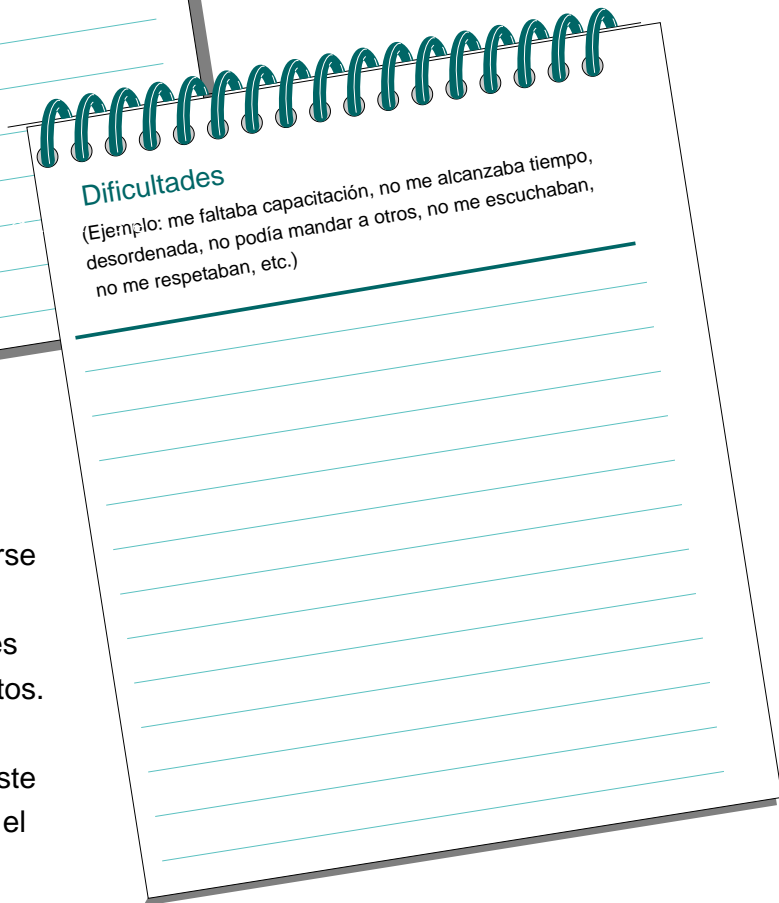 Dificultades
(Ejemplo: me faltaba capacitación, no me alcanzaba tiempo,
desordenada, no podía mandar a otros, no me escuchaban,
no me respetaban, etc.)
rse
es
tos.
ste
el